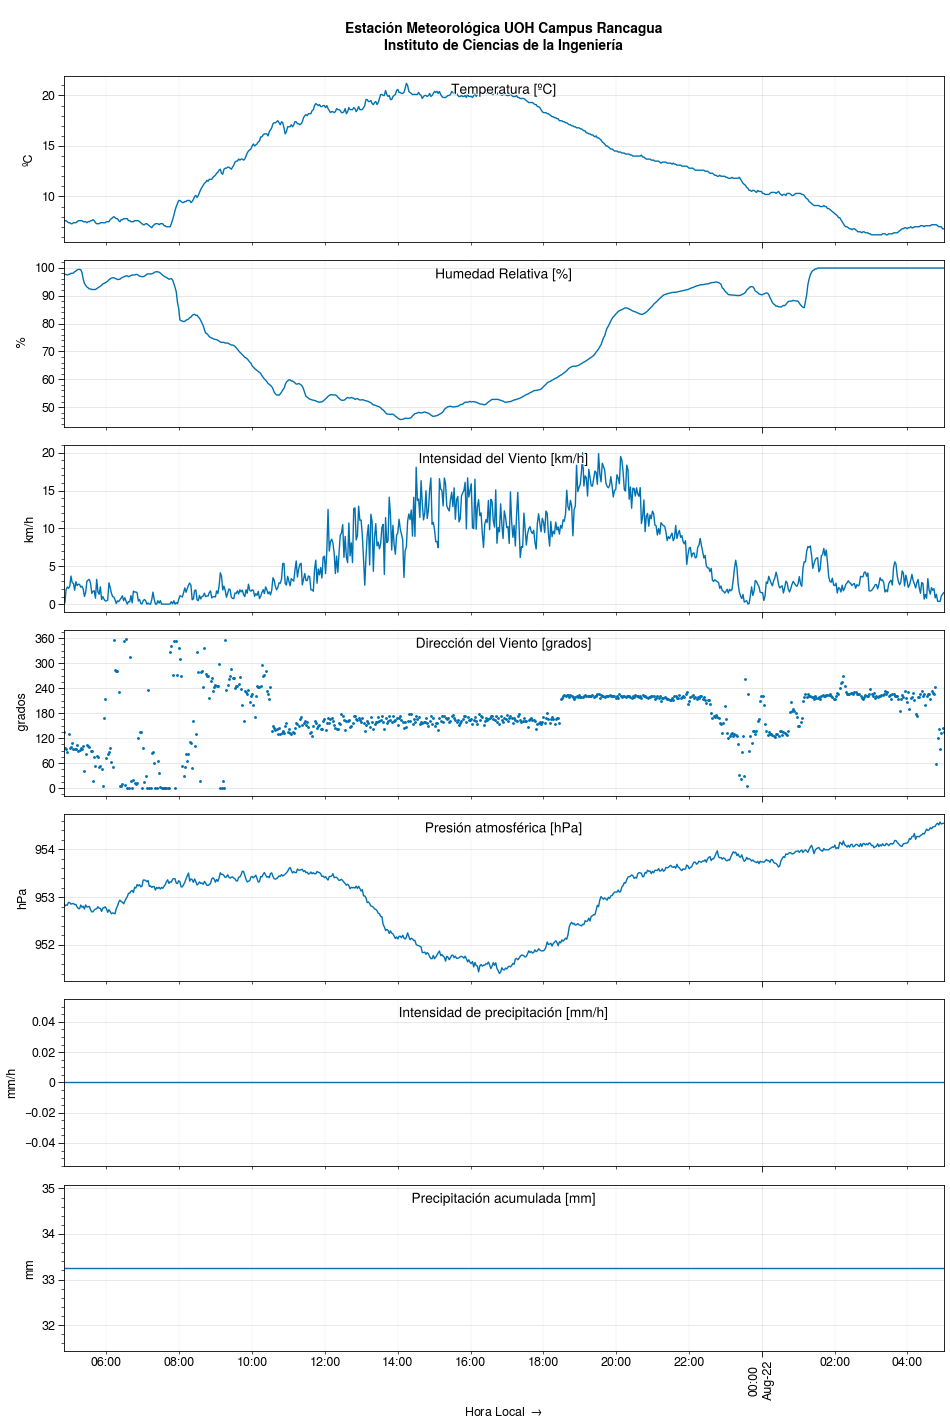 Estación Meteorológica UOH Campus Rancagua
Instituto de Ciencias de la Ingeniería
Temperatura [ºC]
20
15
10
ºC
Humedad Relativa [%]
100
90
80
70
60
50
%
Intensidad del Viento [km/h]
20
15
10
5
0
km/h
Dirección del Viento [grados]
360
300
240
180
120
60
0
grados
Presión atmosférica [hPa]
954
953
952
hPa
Intensidad de precipitación [mm/h]
0.04
0.02
0
−0.02
−0.04
mm/h
Precipitación acumulada [mm]
35
34
33
32
mm
06:00 08:00 10:00 12:00 14:00 16:00 18:00 20:00 22:00 00:00 02:00 04:00
Aug-22
Hora Local →